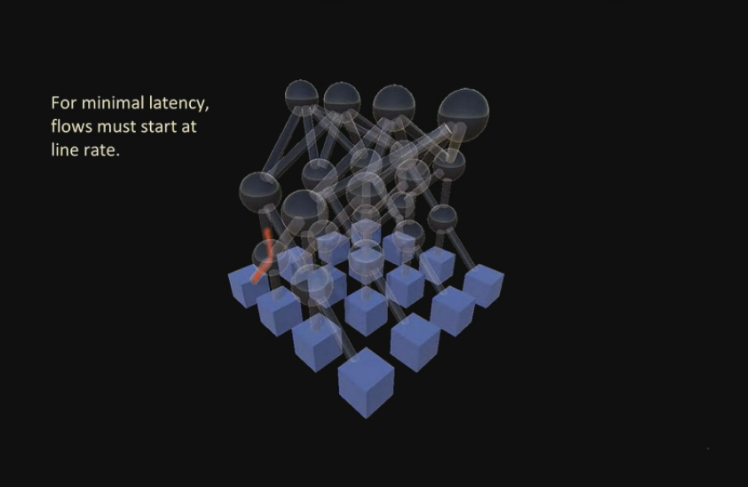 For minimal latency,
flows must start at
line rate.